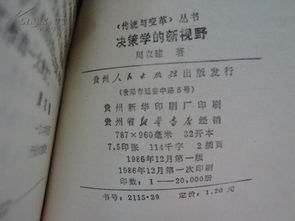 《传统与变革》丛书
决策学的新视野
周农建 著
贵州人民出版社出版发行
(贵阳市延安中路5号)
贵州新华印刷厂印刷
贵州省新华书店经销
787×960毫米 32开本
7.5印张 114千字 2插页
1986年12月第一版
1986年12月第一次印刷
印数:1—20,000册
书号:2115·29 定价:1.20元